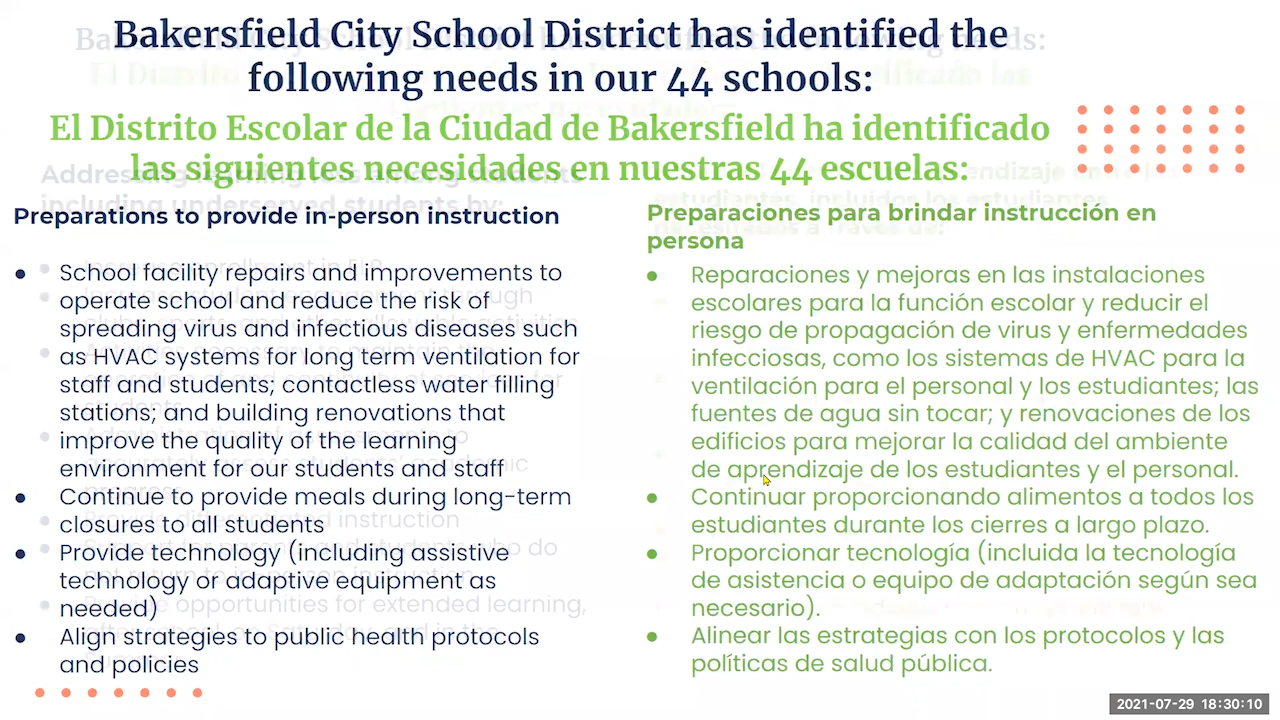 Bakersfield City School District has identified the
following needs in our 44 schools:
El Distrito Escolar de la Ciudad de Bakersfield ha identificado
las siguientes necesidades en nuestras 44 escuelas:
Preparations to provide in-person instruction
● School facility repairs and improvements to
operate school and reduce the risk of
spreading virus and infectious diseases such
as HVAC systems for long term ventilation for
staff and students; contactless water filling
stations; and building renovations that
improve the quality of the learning
environment for our students and staff
● Continue to provide meals during long-term
closures to all students
● Provide technology (including assistive
technology or adaptive equipment as
needed)
● Align strategies to public health protocols
and policies
Preparaciones para brindar instrucción en
persona
● Reparaciones y mejoras en las instalaciones
escolares para la función escolar y reducir el
riesgo de propagación de virus y enfermedades
infecciosas, como los sistemas de HVAC para la
ventilación para el personal y los estudiantes; las
fuentes de agua sin tocar; y renovaciones de los
edificios para mejorar la calidad del ambiente
de aprendizaje de los estudiantes y el personal.
● Continuar proporcionando alimentos a todos los
estudiantes durante los cierres a largo plazo.
● Proporcionar tecnología (incluida la tecnología
de asistencia o equipo de adaptación según sea
necesario).
● Alinear las estrategias con los protocolos y las
políticas de salud pública.
2021-07-29 18:30:10